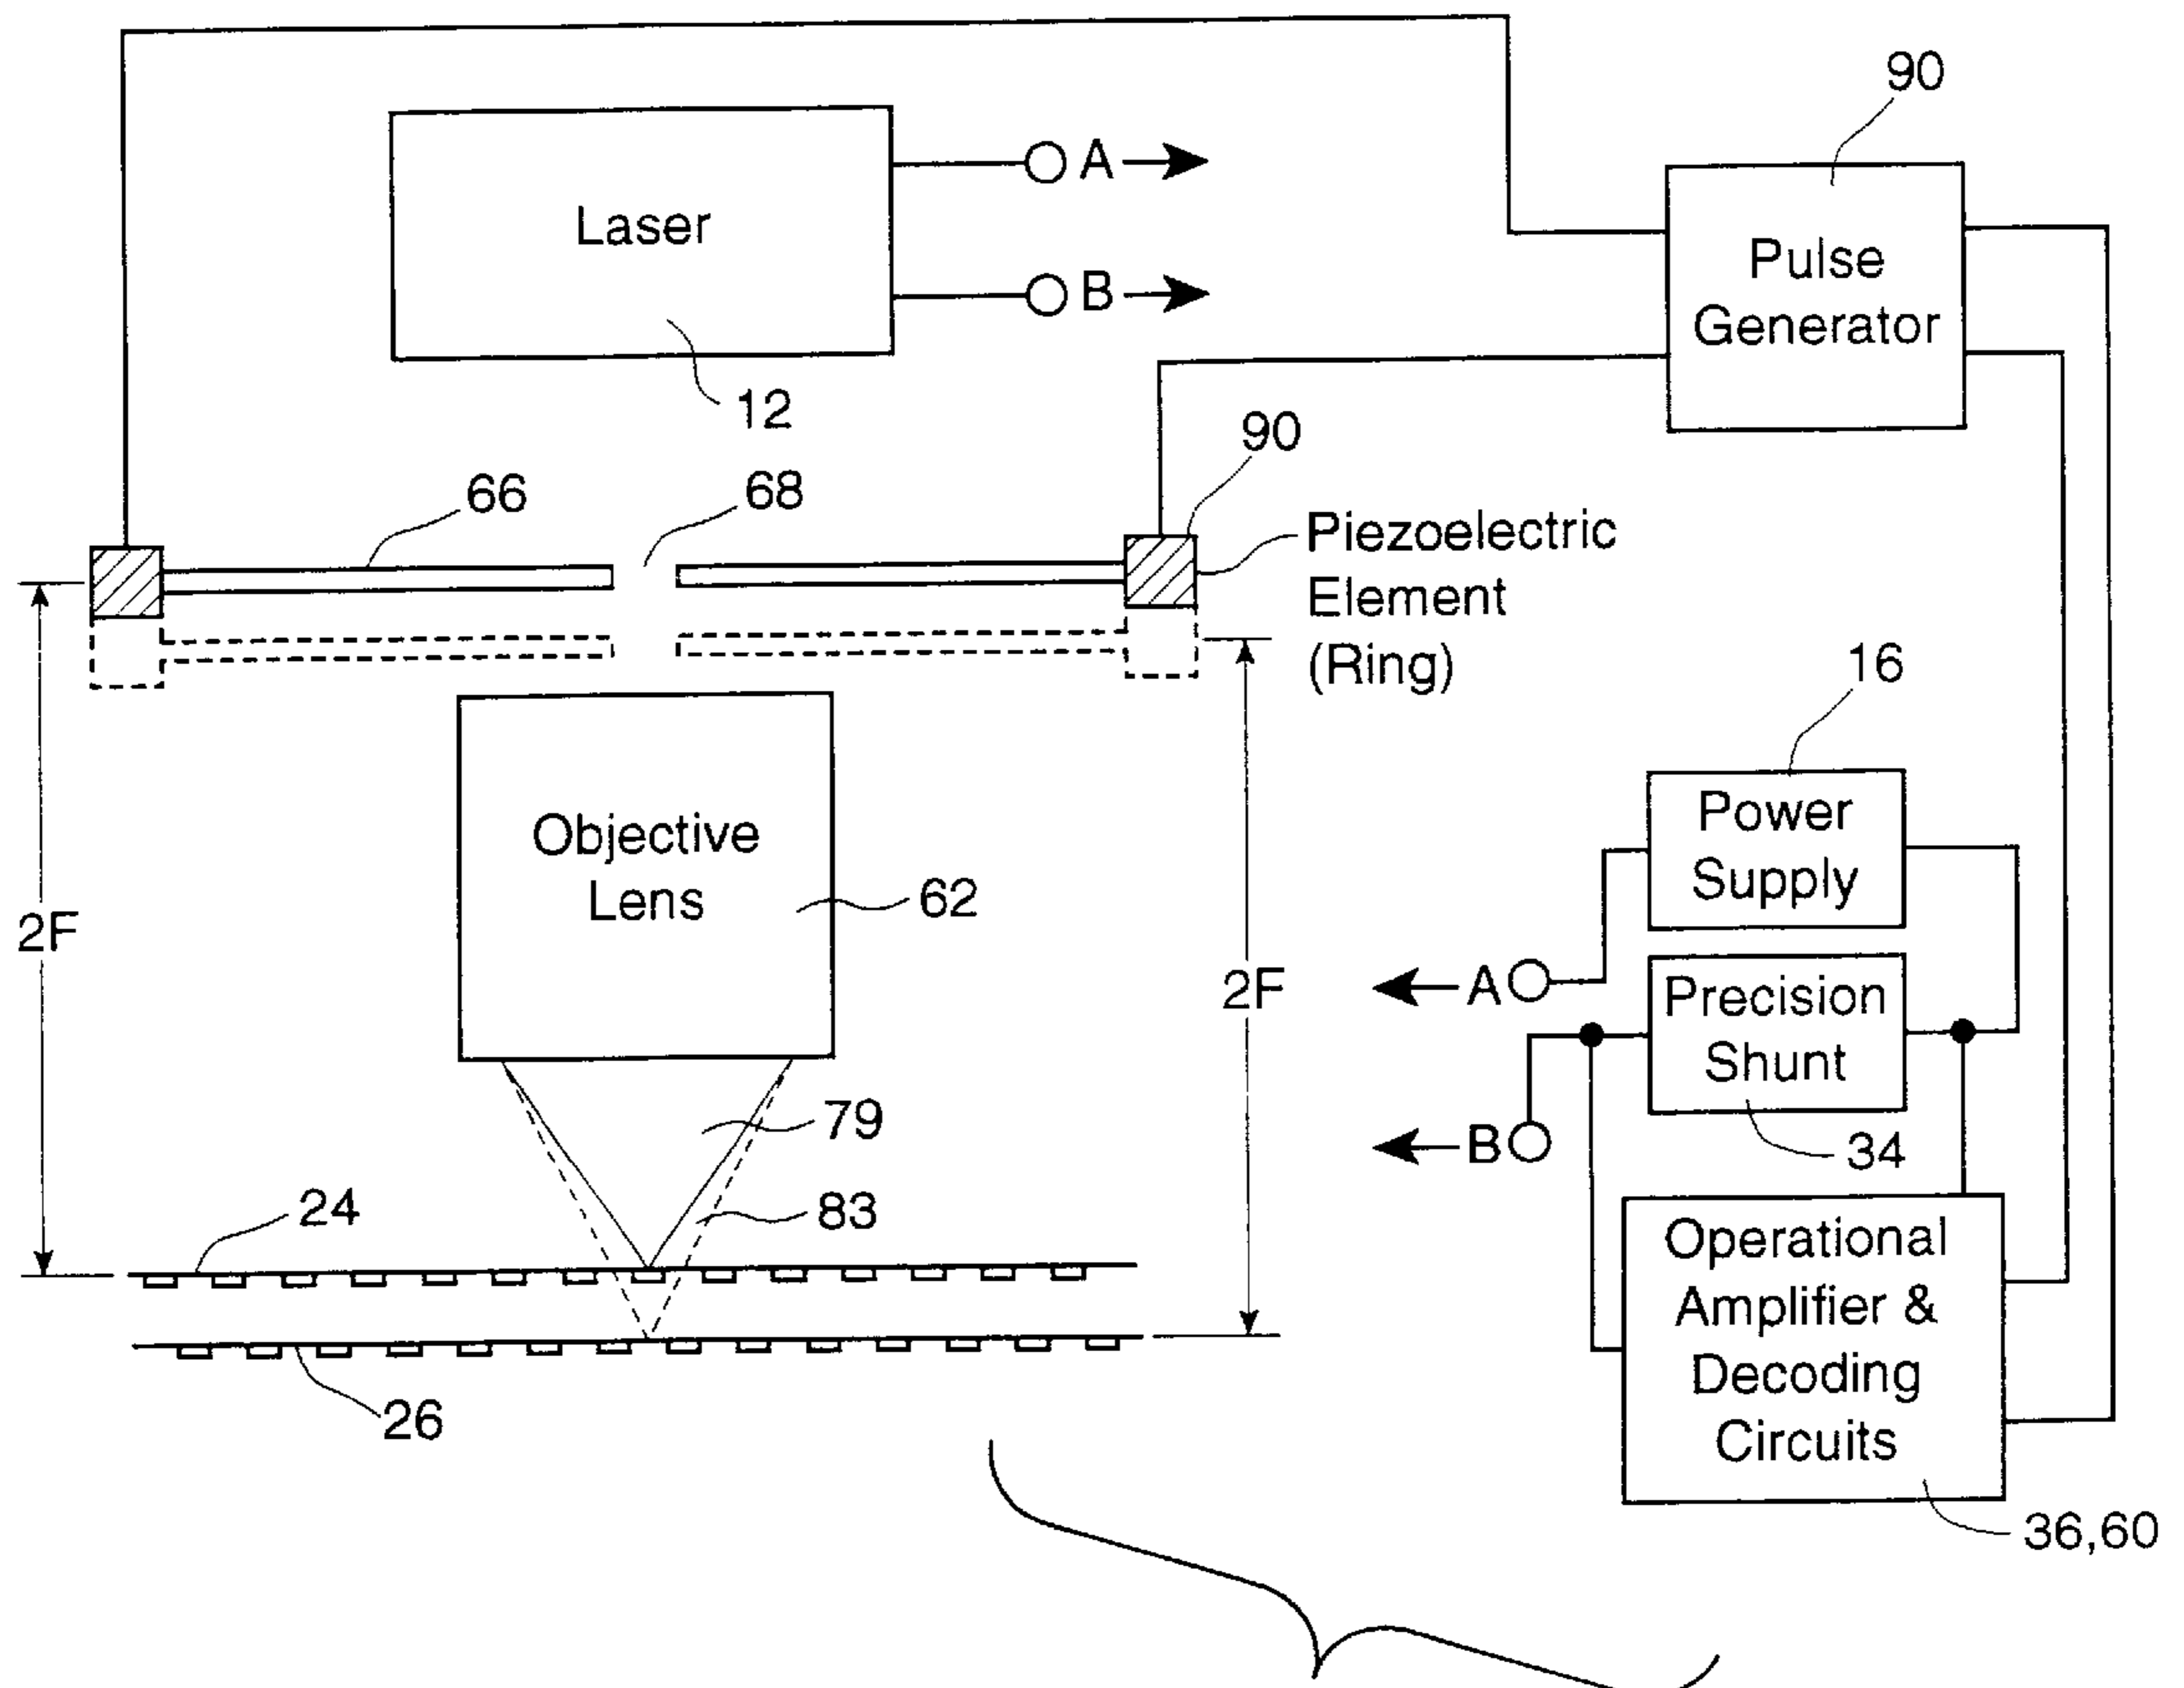 90
Laser
A
B
Pulse
Generator
12
90
66
68
Piezoelectric
Element
(Ring)
16
Power
Supply
Objective
Lens
62
2F
2F
A
Precision
Shunt
B
34
79
83
24
Operational
Amplifier &
Decoding
Circuits
26
36,60